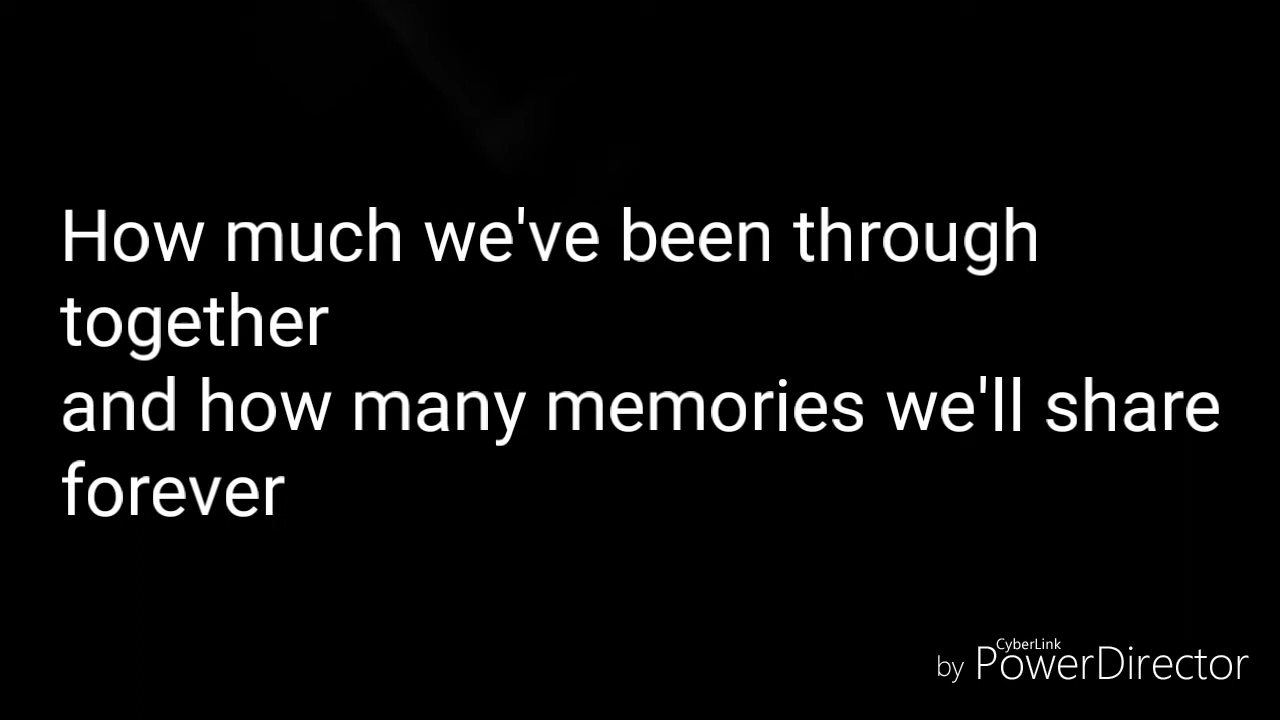 How much we've been through
together
and how many memories we'll share
forever
CyberLink
by PowerDirector